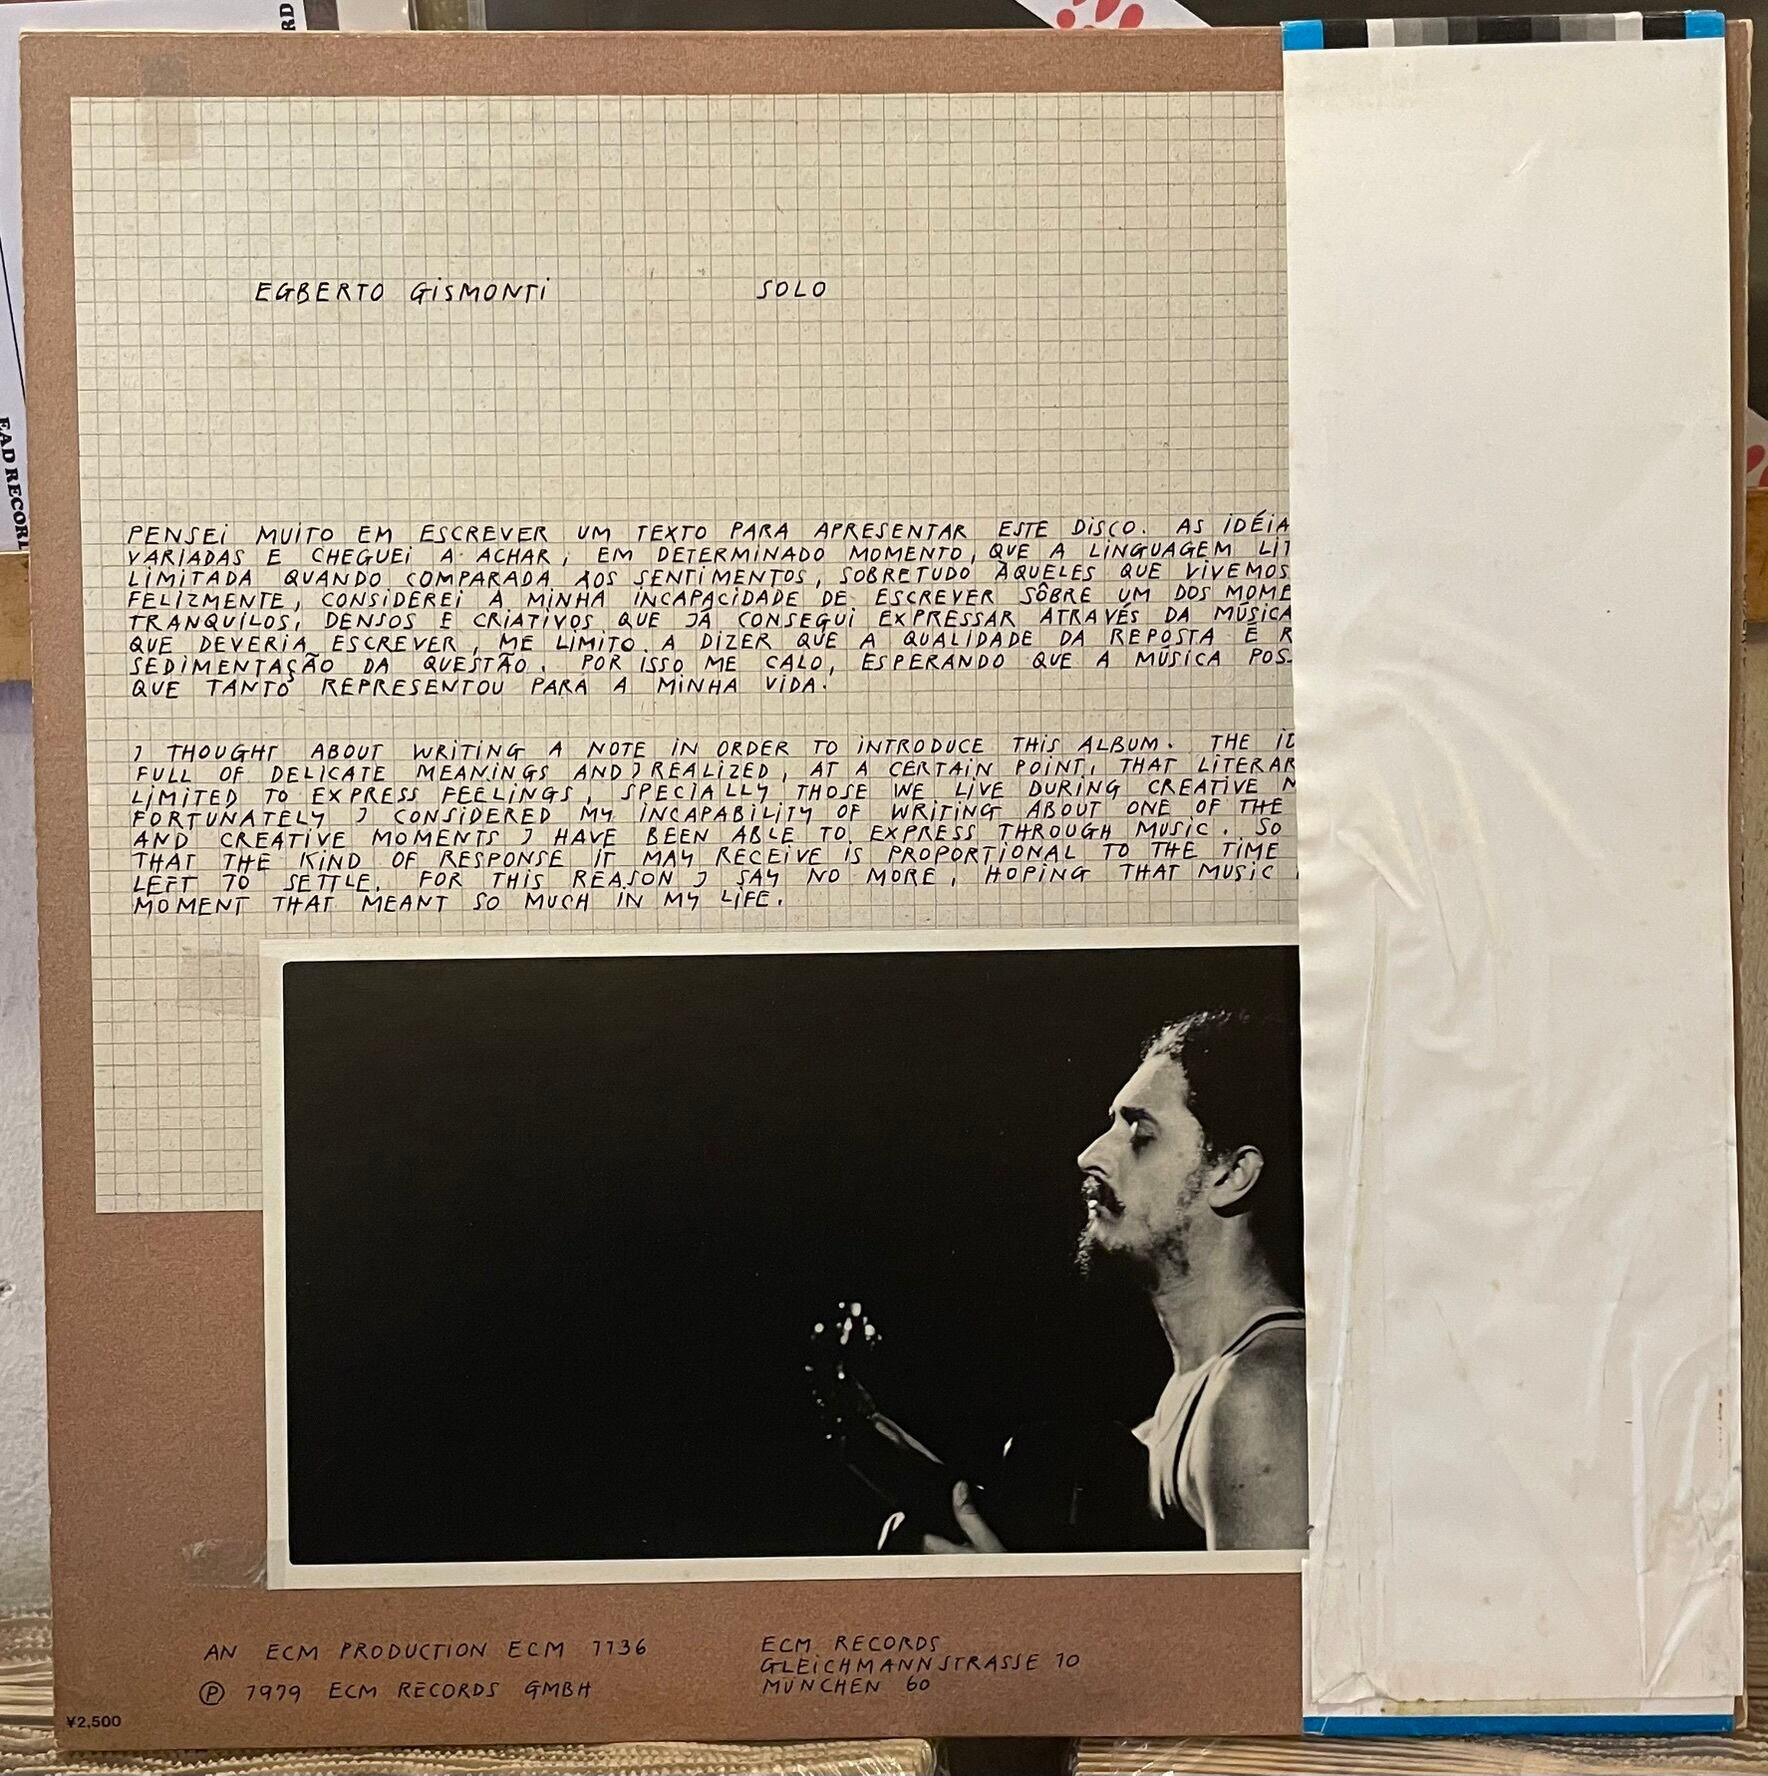 RD
EAD RECOR
EGBERTO GISMONTI SOLO
PENSEI MUITO EM ESCREVER UM TEXTO PARA APRESENTAR ESTE DISCO. AS IDÉIA
VARIADAS E CHEGUEI A ACHAR, EM DETERMINADO MOMENTO, QUE A LINGUAGEM LIT
LIMITADA QUANDO COMPARADA AOS SENTIMENTOS, SOBRETUDO ÀQUELES QUE VIVEMOS
FELIZMENTE, CONSIDEREI A MINHA INCAPACIDADE DE ESCREVER SÔBRE UM DOS MOME
TRANQUÍLOS, DENSOS E CRIATIVOS QUE JÁ CONSEGUI EXPRESSAR ATRAVÉS DA MÚSICA
QUE DEVERIA ESCREVER, ME LIMITO A DIZER QUE A QUALIDADE DA REPOSTA É R
SEDIMENTAÇÃO DA QUESTÃO. POR ISSO ME CALO, ESPERANDO QUE A MÚSICA POS
QUE TANTO REPRESENTOU PARA A MINHA VIDA.
I THOUGHT ABOUT WRITING A NOTE IN ORDER TO INTRODUCE THIS ALBUM. THE ID
FULL OF DELICATE MEANINGS AND I REALIZED, AT A CERTAIN POINT, THAT LITERAR
LIMITED TO EXPRESS FEELINGS, SPECIALLY THOSE WE LIVE DURING CREATIVE M
FORTUNATELY I CONSIDERED MY INCAPABILITY OF WRITING ABOUT ONE OF THE
AND CREATIVE MOMENTS I HAVE BEEN ABLE TO EXPRESS THROUGH MUSIC. SO
THAT THE KIND OF RESPONSE IT MAY RECEIVE IS PROPORTIONAL TO THE TIME
LEFT TO SETTLE. FOR THIS REASON I SAY NO MORE, HOPING THAT MUSIC
MOMENT THAT MEANT SO MUCH IN MY LIFE.
AN ECM PRODUCTION ECM 1136
℗ 1979 ECM RECORDS GMBH
ECM RECORDS
GLEICHMANNSTRASSE 10
MÜNCHEN 60
¥2,500